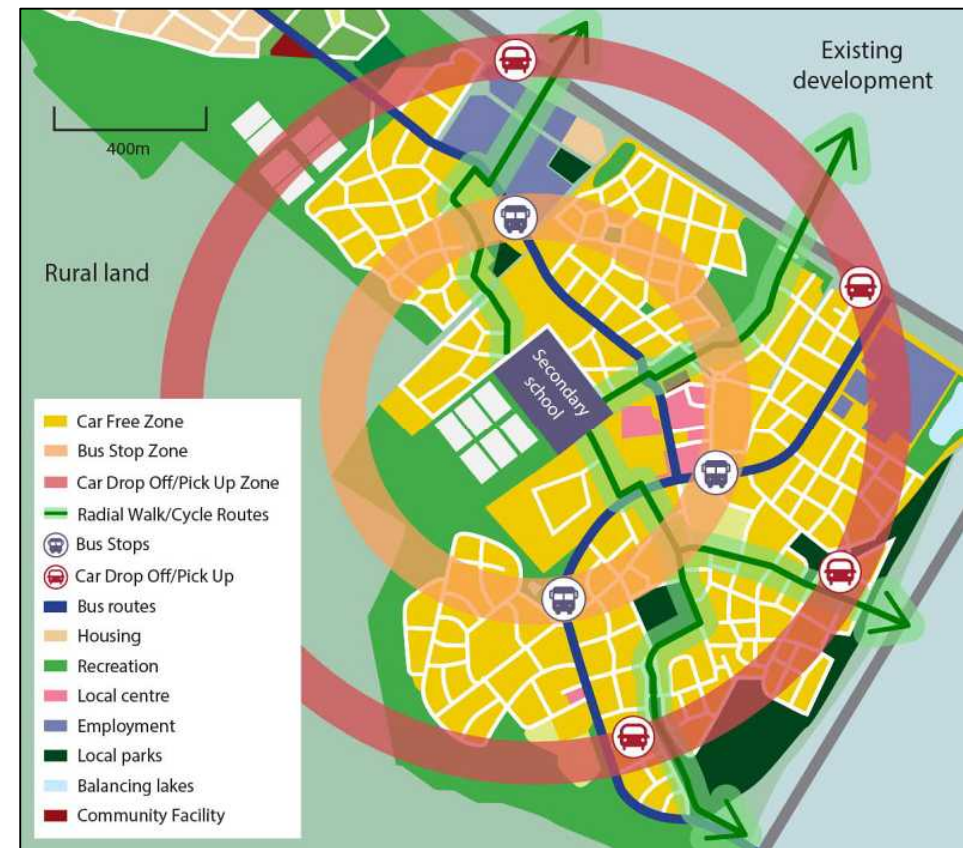 Existing
development
400m
Rural land
Secondary
school
Car Free Zone
Bus Stop Zone
Car Drop Off/Pick Up Zone
Radial Walk/Cycle Routes
Bus Stops
Car Drop Off/Pick Up
Bus routes
Housing
Recreation
Local centre
Employment
Local parks
Balancing lakes
Community Facility